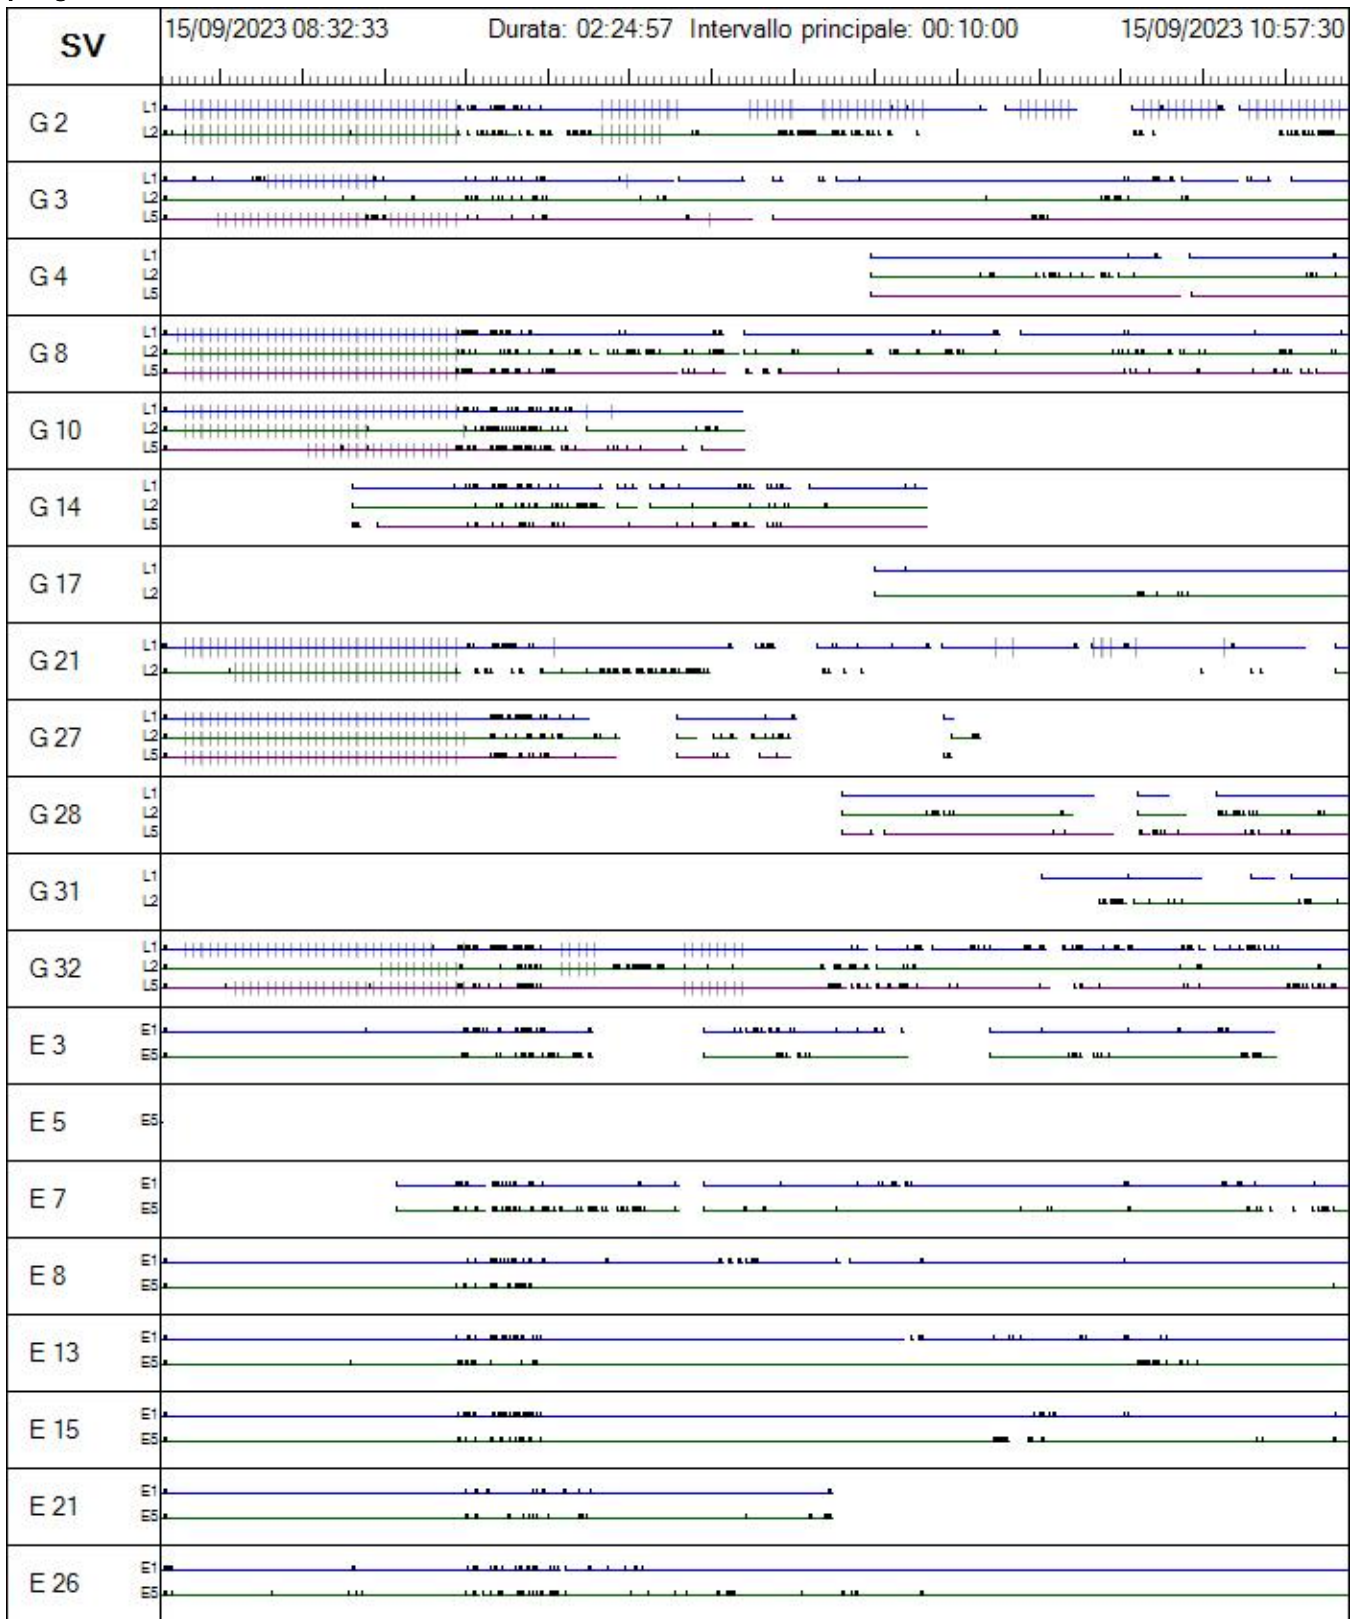 SV 15/09/2023 08:32:33 Durata: 02:24:57 Intervallo principale: 00:10:00 15/09/2023 10:57:30
G 2 L1
L2
G 3 L1
L2
L5
G 4 L1
L2
L5
G 8 L1
L2
L5
G 10 L1
L2
L5
G 14 L1
L2
L5
G 17 L1
L2
G 21 L1
L2
G 27 L1
L2
L5
G 28 L1
L2
L5
G 31 L1
L2
G 32 L1
L2
L5
E 3 E1
E5
E 5 E5
E 7 E1
E5
E 8 E1
E5
E 13 E1
E5
E 15 E1
E5
E 21 E1
E5
E 26 E1
E5